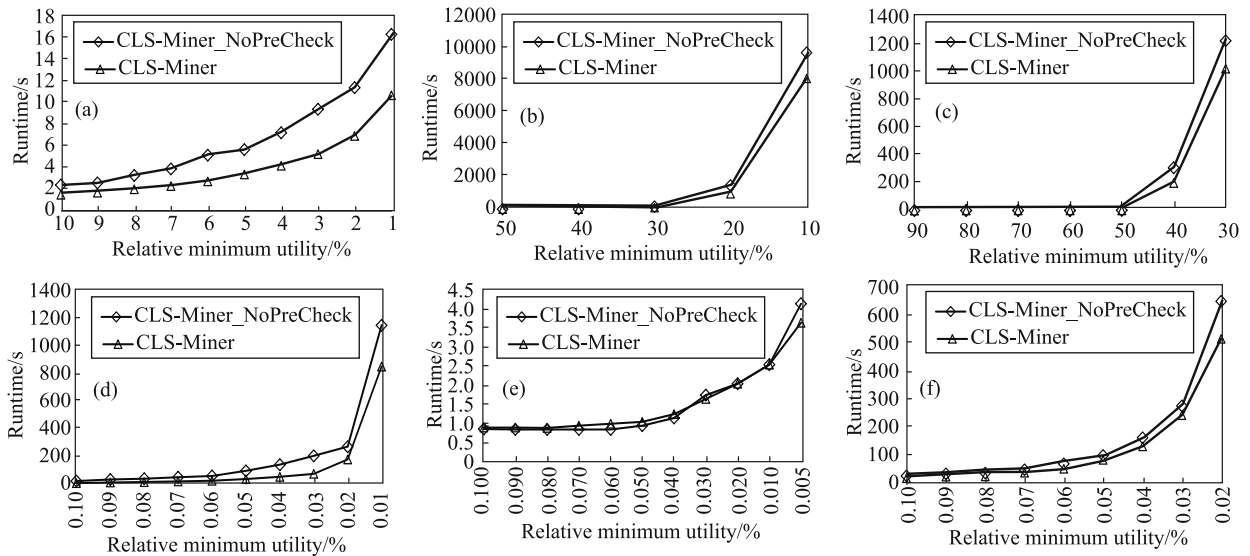 18
16
14
12
10
8
6
4
2
0
Runtime/s
CLS-Miner_NoPreCheck
CLS-Miner
(a)
10 9 8 7 6 5 4 3 2 1
Relative minimum utility/%
12000
10000
8000
6000
4000
2000
0
Runtime/s
CLS-Miner_NoPreCheck
CLS-Miner
(b)
50 40 30 20 10
Relative minimum utility/%
1400
1200
1000
800
600
400
200
0
Runtime/s
CLS-Miner_NoPreCheck
CLS-Miner
(c)
90 80 70 60 50 40 30
Relative minimum utility/%
1400
1200
1000
800
600
400
200
0
Runtime/s
CLS-Miner_NoPreCheck
CLS-Miner
(d)
0.10 0.09 0.08 0.07 0.06 0.05 0.04 0.03 0.02 0.01
Relative minimum utility/%
4.5
4.0
3.5
3.0
2.5
2.0
1.5
1.0
0.5
0
Runtime/s
CLS-Miner_NoPreCheck
CLS-Miner
(e)
0.100 0.090 0.080 0.070 0.060 0.050 0.040 0.030 0.020 0.010 0.005
Relative minimum utility/%
700
600
500
400
300
200
100
0
Runtime/s
CLS-Miner_NoPreCheck
CLS-Miner
(f)
0.10 0.09 0.08 0.07 0.06 0.05 0.04 0.03 0.02
Relative minimum utility/%